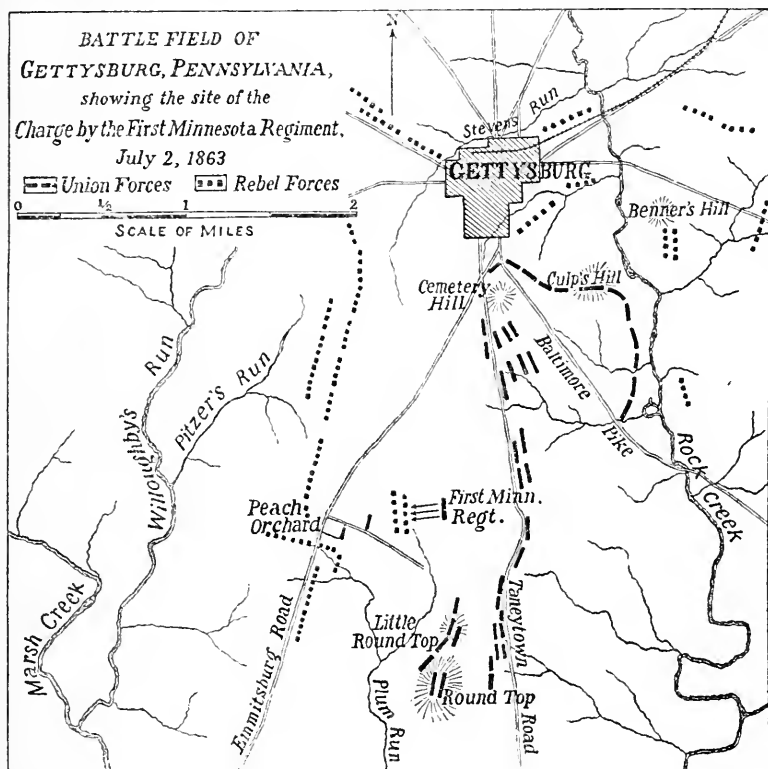 BATTLE FIELD OF
GETTYSBURG, PENNSYLVANIA,
showing the site of the
Charge by the First Minnesota Regiment,
July 2, 1863
Union Forces Rebel Forces
0 ½ 1 2
SCALE OF MILES
N
Stevens Run
GETTYSBURG
Benner's Hill
Cemetery
Hill
Culp's Hill
Baltimore Pike
Rock Creek
Willoughby's Run
Pitzer's Run
Marsh Creek
Peach
Orchard
First Minn.
Regt.
Emmitsburg Road
Little
Round Top
Round Top
Plum Run
Taneytown Road